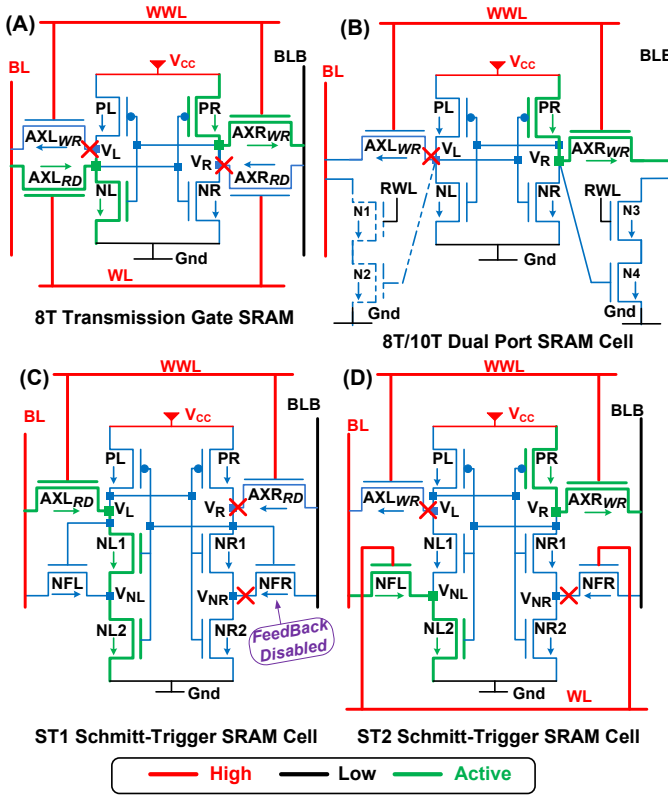 (A)
WWL
BL
BLB
VCC
PL
PR
AXLWR
VL
AXRWR
VR
AXLRD
NL
NR
AXRRD
Gnd
WL
8T Transmission Gate SRAM
(B)
WWL
BL
BLB
VCC
PL
PR
AXLWR
VL
VR
AXRWR
NL
NR
N1
RWL
RWL
N3
N2
N4
Gnd
Gnd
Gnd
8T/10T Dual Port SRAM Cell
(C)
WWL
BL
BLB
VCC
PL
PR
AXLRD
VL
VR
AXRRD
NL1
NR1
NFL
VNL
VNR
NFR
NL2
NR2
FeedBack
Disabled
Gnd
ST1 Schmitt-Trigger SRAM Cell
(D)
WWL
BL
BLB
VCC
PL
PR
AXLWR
VL
VR
AXRWR
NL1
NR1
NFL
VNL
VNR
NFR
NL2
NR2
Gnd
WL
ST2 Schmitt-Trigger SRAM Cell
High
Low
Active